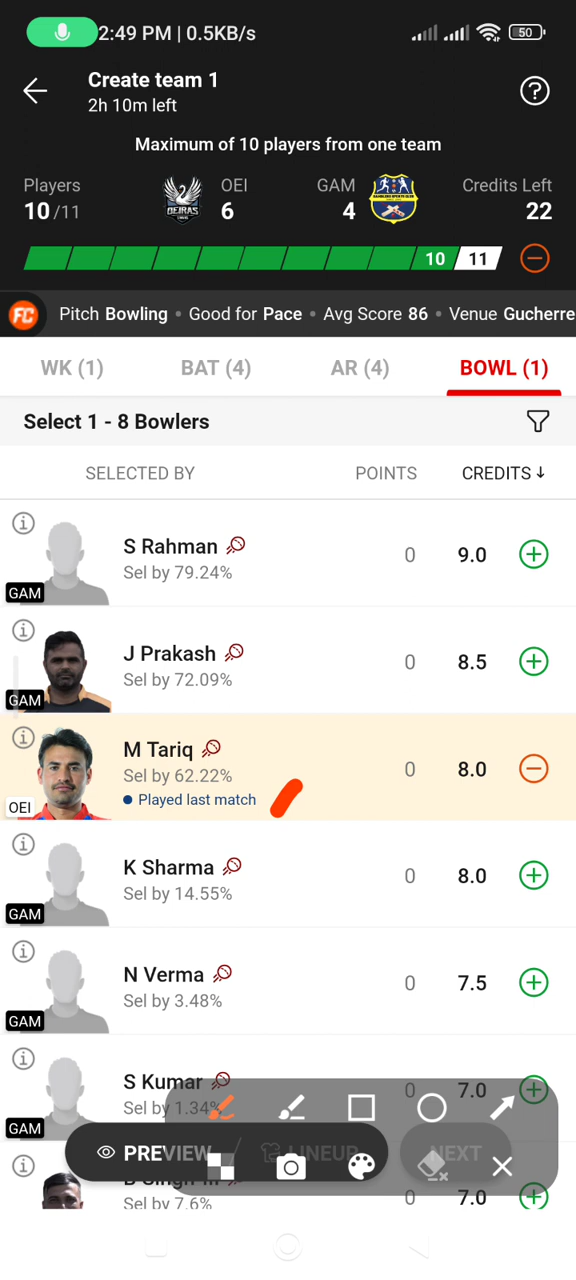 2:49 PM | 0.5KB/s
50
Create team 1
2h 10m left
?
Maximum of 10 players from one team
Players
10/11
OEIRAS
OEI
6
GAM
4
Credits Left
22
10 11
FC Pitch Bowling • Good for Pace • Avg Score 86 • Venue Gucherre
WK (1) BAT (4) AR (4) BOWL (1)
Select 1 - 8 Bowlers
SELECTED BY POINTS CREDITS↓
S Rahman 0 9.0
Sel by 79.24%
GAM
J Prakash 0 8.5
Sel by 72.09%
GAM
M Tariq 0 8.0
Sel by 62.22%
Played last match
OEI
K Sharma 0 8.0
Sel by 14.55%
GAM
N Verma 0 7.5
Sel by 3.48%
GAM
S Kumar 0 7.0
Sel by 1.34%
GAM
PREVIEW LINEUP NEXT
Sel by 7.6% 0 7.0